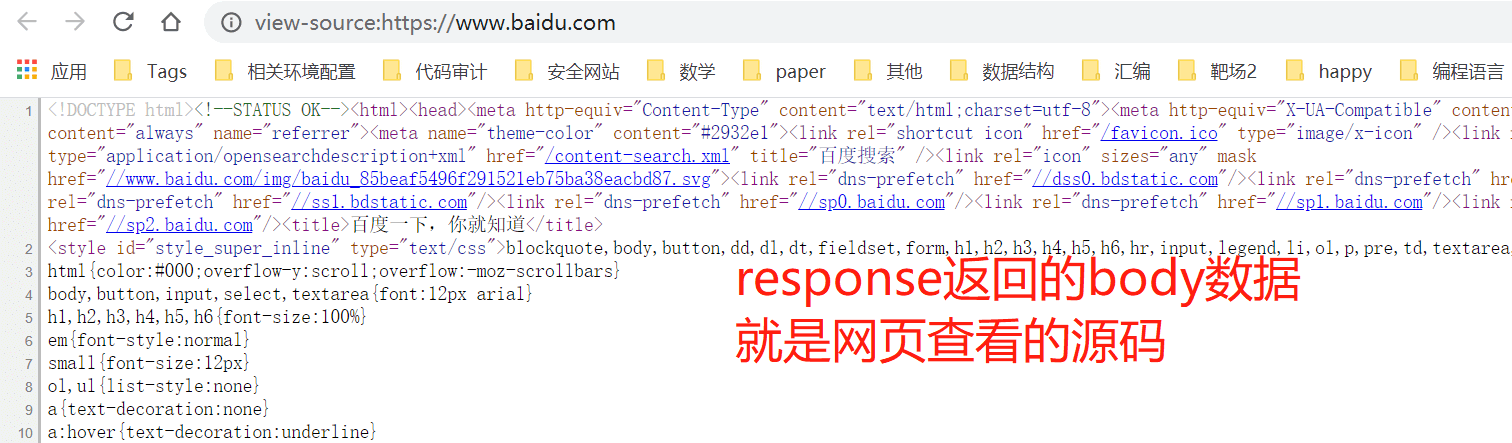 view-source:https://www.baidu.com
应用 Tags 相关环境配置 代码审计 安全网站 数学 paper 其他 数据结构 汇编 靶场2 happy 编程语言
1 <!DOCTYPE html><!--STATUS OK--><html><head><meta http-equiv="Content-Type" content="text/html;charset=utf-8"><meta http-equiv="X-UA-Compatible" conten
content="always" name="referrer"><meta name="theme-color" content="#2932e1"><link rel="shortcut icon" href="/favicon.ico" type="image/x-icon" /><link
type="application/opensearchdescription+xml" href="/content-search.xml" title="百度搜索" /><link rel="icon" sizes="any" mask
href="//www.baidu.com/img/baidu_85beaf5496f291521eb75ba38eacbd87.svg"><link rel="dns-prefetch" href="//dss0.bdstatic.com"/><link rel="dns-prefetch" hr
rel="dns-prefetch" href="//ss1.bdstatic.com"/><link rel="dns-prefetch" href="//sp0.baidu.com"/><link rel="dns-prefetch" href="//sp1.baidu.com"/><link
href="//sp2.baidu.com"/><title>百度一下，你就知道</title>
2 <style id="style_super_inline" type="text/css">blockquote,body,button,dd,dl,dt,fieldset,form,h1,h2,h3,h4,h5,h6,hr,input,legend,li,ol,p,pre,td,textarea,
3 html{color:#000;overflow-y:scroll;overflow:-moz-scrollbars}
4 body,button,input,select,textarea{font:12px arial}
5 h1,h2,h3,h4,h5,h6{font-size:100%}
6 em{font-style:normal}
7 small{font-size:12px}
8 ol,ul{list-style:none}
9 a{text-decoration:none}
10 a:hover{text-decoration:underline}
response返回的body数据
就是网页查看的源码